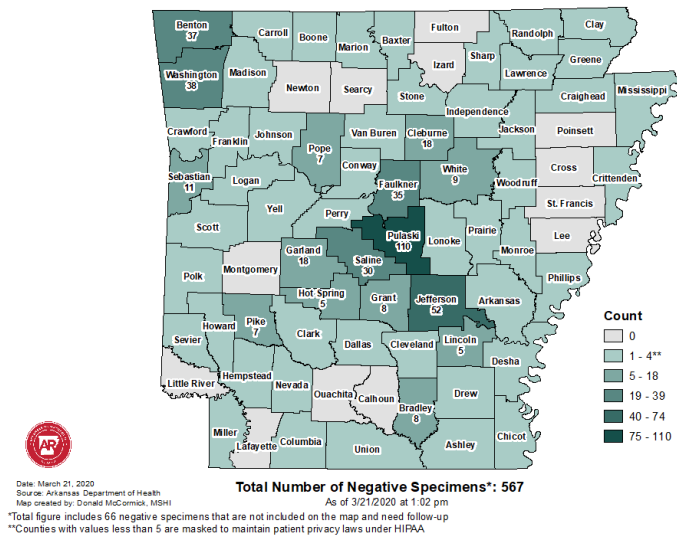 Benton
37
Carroll
Boone
Marion
Baxter
Fulton
Randolph
Clay
Sharp
Greene
Washington
38
Madison
Newton
Searcy
Izard
Lawrence
Stone
Independence
Craighead
Mississippi
Crawford
Franklin
Johnson
Pope
7
Van Buren
Cleburne
18
Jackson
Poinsett
Conway
White
9
Cross
Sebastian
11
Logan
Faulkner
35
Woodruff
Crittenden
St. Francis
Scott
Yell
Perry
Pulaski
110
Lonoke
Prairie
Monroe
Lee
Garland
18
Saline
30
Polk
Montgomery
Phillips
Hot Spring
5
Grant
8
Jefferson
52
Arkansas
Howard
Pike
7
Clark
Sevier
Dallas
Cleveland
Lincoln
5
Desha
Little River
Hempstead
Nevada
Ouachita
Calhoun
Bradley
8
Drew
Miller
Lafayette
Columbia
Union
Ashley
Chicot
Count
0
1 - 4**
5 - 18
19 - 39
40 - 74
75 - 110
AR
Date: March 21, 2020
Source: Arkansas Department of Health
Map created by: Donald McCormick, MSHI
Total Number of Negative Specimens*: 567
As of 3/21/2020 at 1:02 pm
*Total figure includes 66 negative specimens that are not included on the map and need follow-up
**Counties with values less than 5 are masked to maintain patient privacy laws under HIPAA